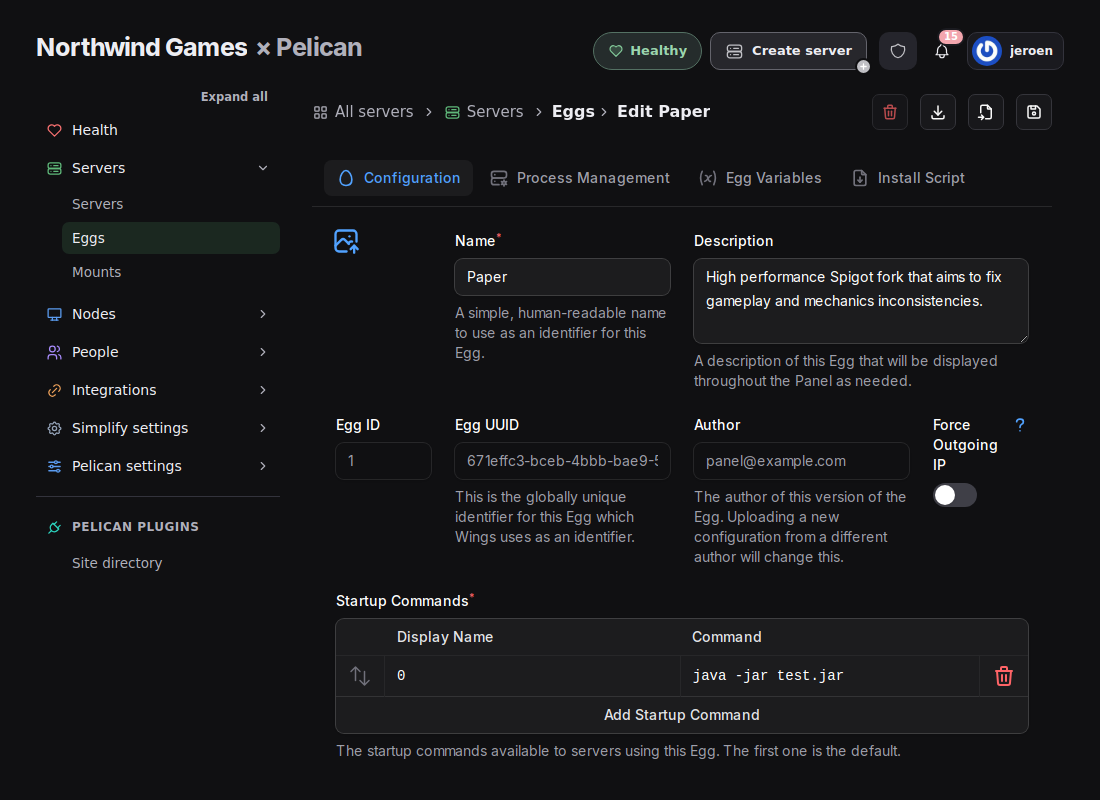 Northwind Games × Pelican
Healthy
Create server
15
jeroen
Expand all
Health
Servers
Servers
Eggs
Mounts
Nodes
People
Integrations
Simplify settings
Pelican settings
PELICAN PLUGINS
Site directory
All servers > Servers > Eggs > Edit Paper
Configuration
Process Management
Egg Variables
Install Script
Name*
Paper
A simple, human-readable name
to use as an identifier for this
Egg.
Description
High performance Spigot fork that aims to fix
gameplay and mechanics inconsistencies.
A description of this Egg that will be displayed
throughout the Panel as needed.
Egg ID
1
Egg UUID
671effc3-bceb-4bbb-bae9-5
This is the globally unique
identifier for this Egg which
Wings uses as an identifier.
Author
panel@example.com
The author of this version of the
Egg. Uploading a new
configuration from a different
author will change this.
Force
Outgoing
IP
?
Startup Commands*
Display Name
Command
0
java -jar test.jar
Add Startup Command
The startup commands available to servers using this Egg. The first one is the default.